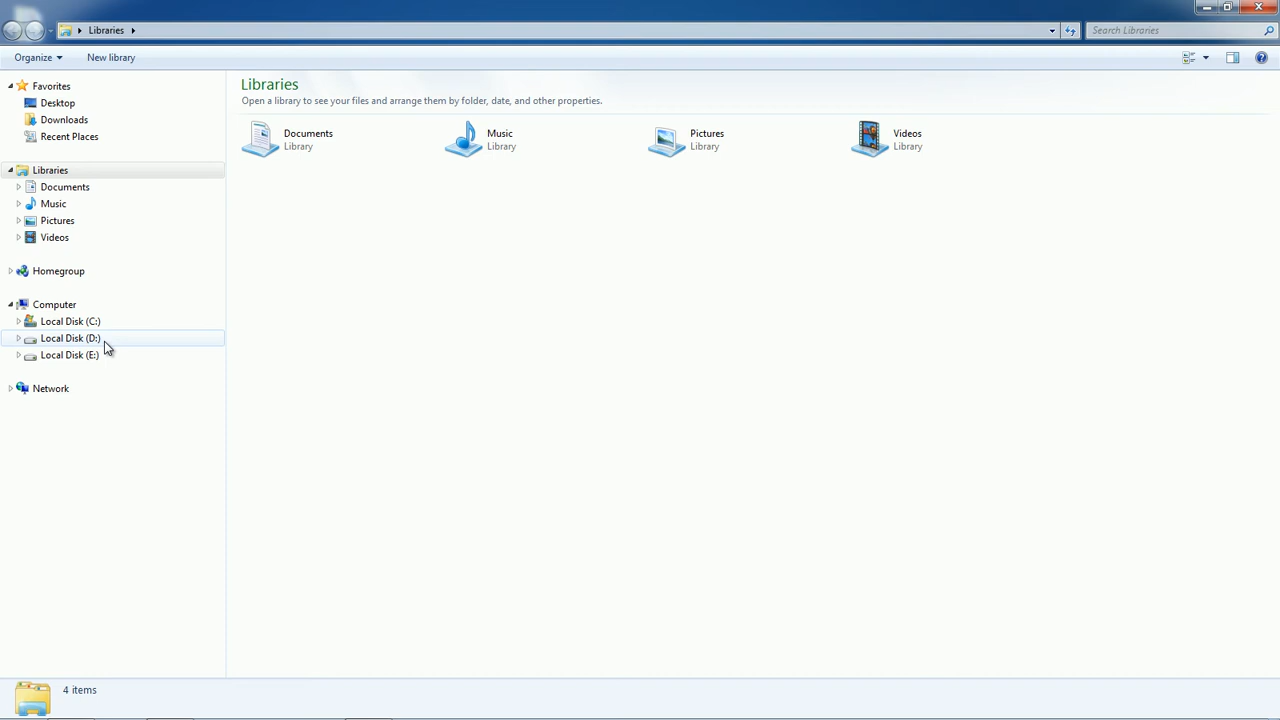 Libraries
Search Libraries
Organize
New library
Favorites
Desktop
Downloads
Recent Places
Libraries
Documents
Music
Pictures
Videos
Homegroup
Computer
Local Disk (C:)
Local Disk (D:)
Local Disk (E:)
Network
Libraries
Open a library to see your files and arrange them by folder, date, and other properties.
Documents
Library
Music
Library
Pictures
Library
Videos
Library
4 items